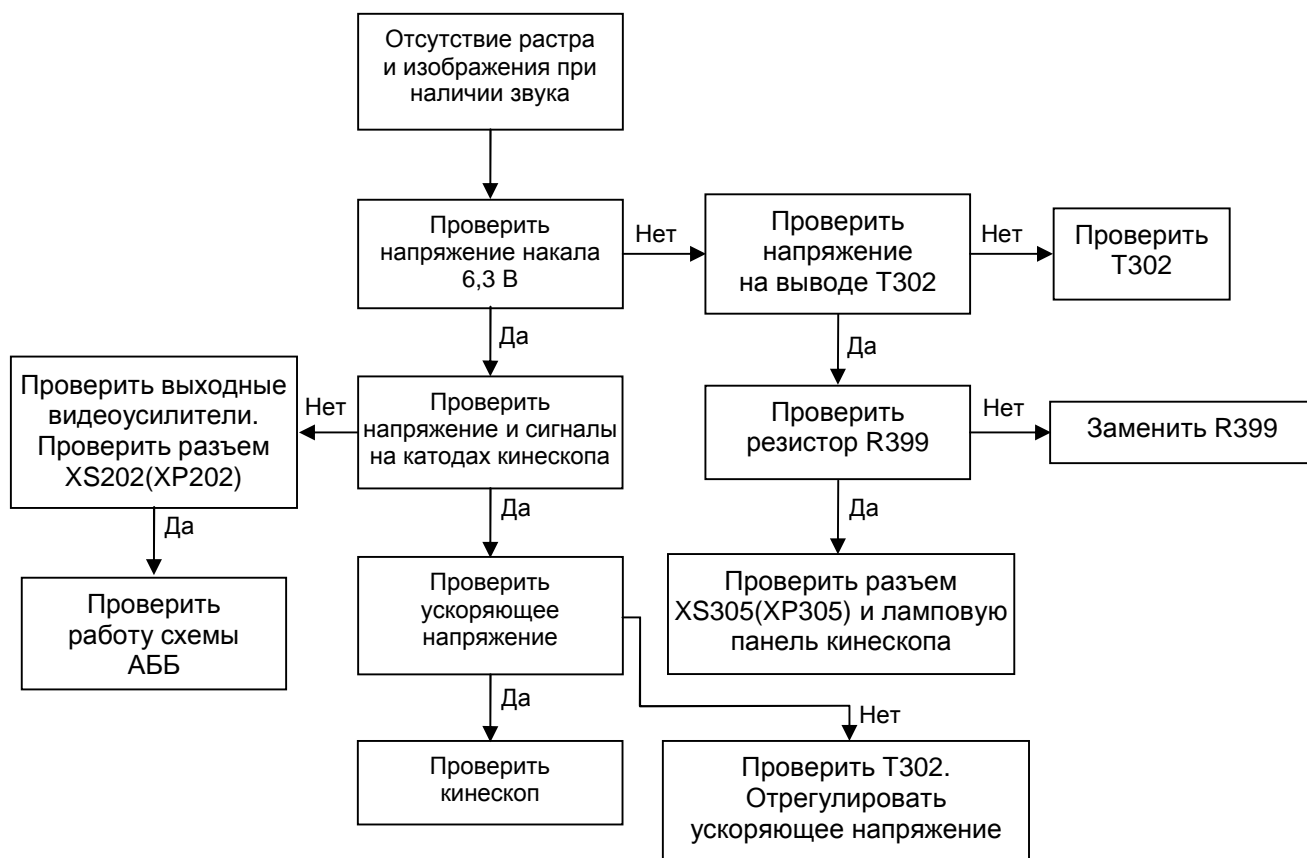 Отсутствие растра
и изображения при
наличии звука
Проверить
напряжение накала
6,3 В
Нет
Проверить
напряжение
на выводе Т302
Нет
Проверить
Т302
Да
Да
Проверить выходные
видеоусилители.
Проверить разъем
XS202(XP202)
Нет
Проверить
напряжение и сигналы
на катодах кинескопа
Проверить
резистор R399
Нет
Заменить R399
Да
Да
Да
Проверить
работу схемы
АББ
Проверить
ускоряющее
напряжение
Проверить разъем
XS305(XP305) и ламповую
панель кинескопа
Да
Нет
Проверить
кинескоп
Проверить Т302.
Отрегулировать
ускоряющее напряжение